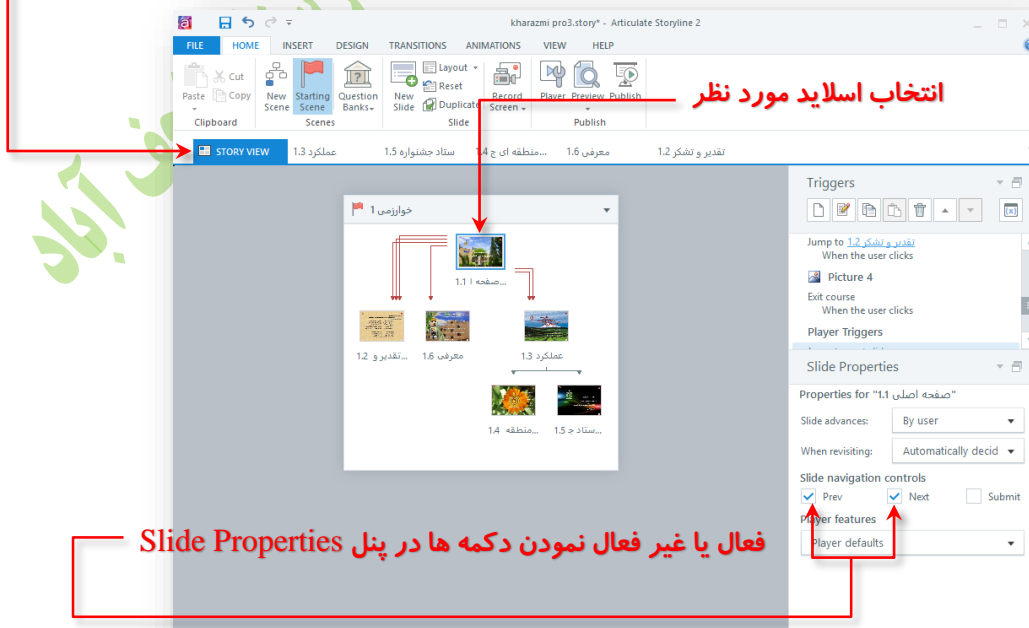 kharazmi pro3.story* - Articulate Storyline 2
FILE HOME INSERT DESIGN TRANSITIONS ANIMATIONS VIEW HELP
Paste Cut Copy
New Scene Starting Scene Question Banks
New Slide Layout Reset Duplicate Record Screen
Player Preview Publish
Clipboard Scenes Slide Publish
انتخاب اسلاید مورد نظر
STORY VIEW
1.3 عملکرد
1.5 ستاد جشنواره
1.4 منطقه ای ج...
1.6 معرفی
1.2 تقدیر و تشکر
خوارزمی 1
1.1 صفحه ا...
1.2 تقدیر و...
1.6 معرفی
1.3 عملکرد
1.4 منطقه...
1.5 ستاد ج...
Triggers
Jump to 1.2 تقدیر و تشکر
When the user clicks
Picture 4
Exit course
When the user clicks
Player Triggers
Slide Properties
Properties for "1.1 صفحه اصلی"
Slide advances: By user
When revisiting: Automatically decid
Slide navigation controls
Prev Next Submit
Player features
Player defaults
فعال یا غیر فعال نمودن دکمه ها در پنل Slide Properties